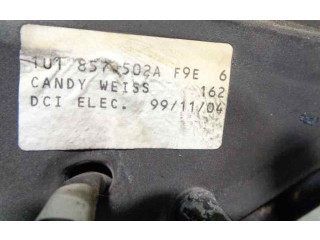 1U1 857 502A F9E 6
CANDY WEISS 162
DCI ELEC. 99/11/04